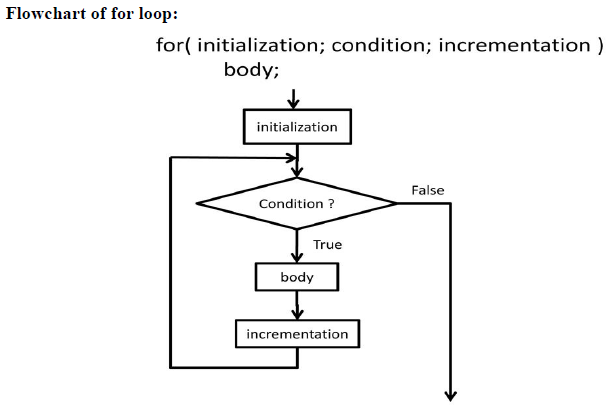 Flowchart of for loop:
for( initialization; condition; incrementation )
body;
initialization
Condition ?
False
True
body
incrementation